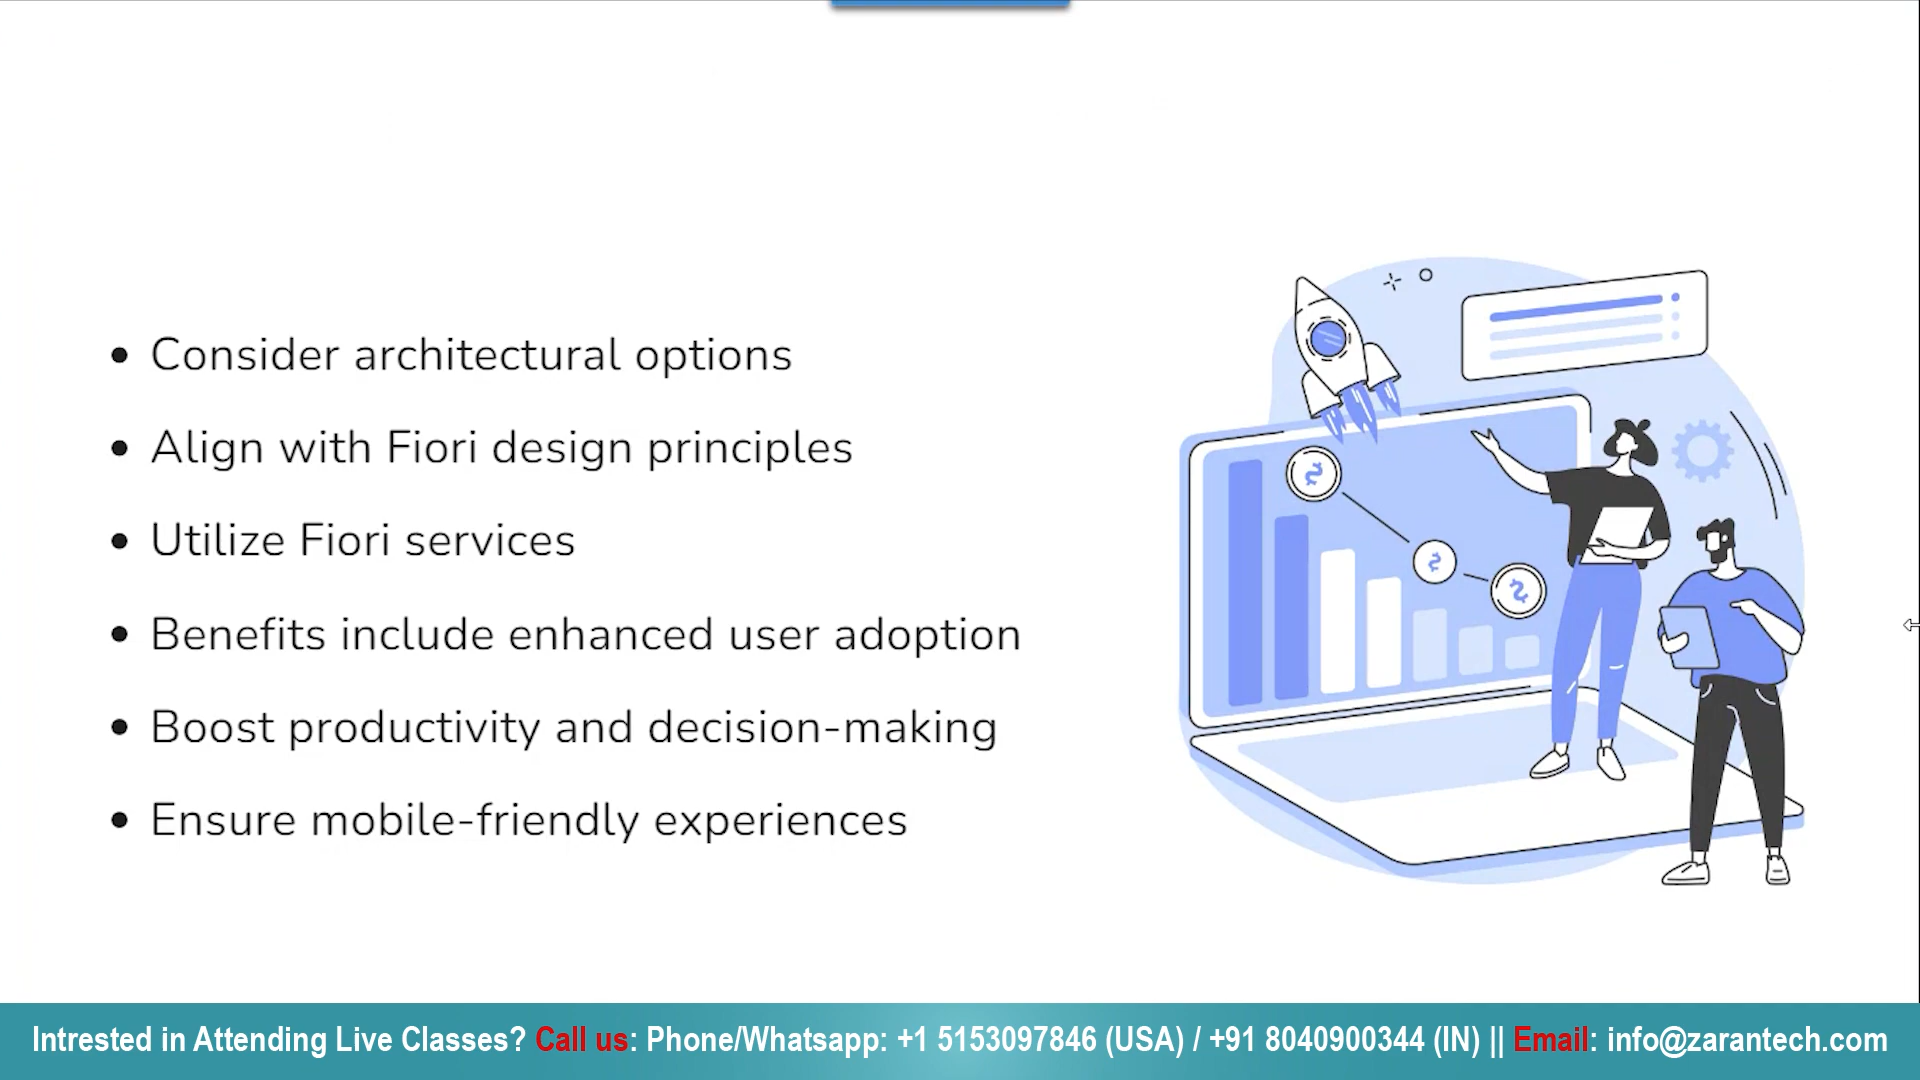 • Consider architectural options
• Align with Fiori design principles
• Utilize Fiori services
• Benefits include enhanced user adoption
• Boost productivity and decision-making
• Ensure mobile-friendly experiences
Intrested in Attending Live Classes? Call us: Phone/Whatsapp: +1 5153097846 (USA) / +91 8040900344 (IN) || Email: info@zarantech.com